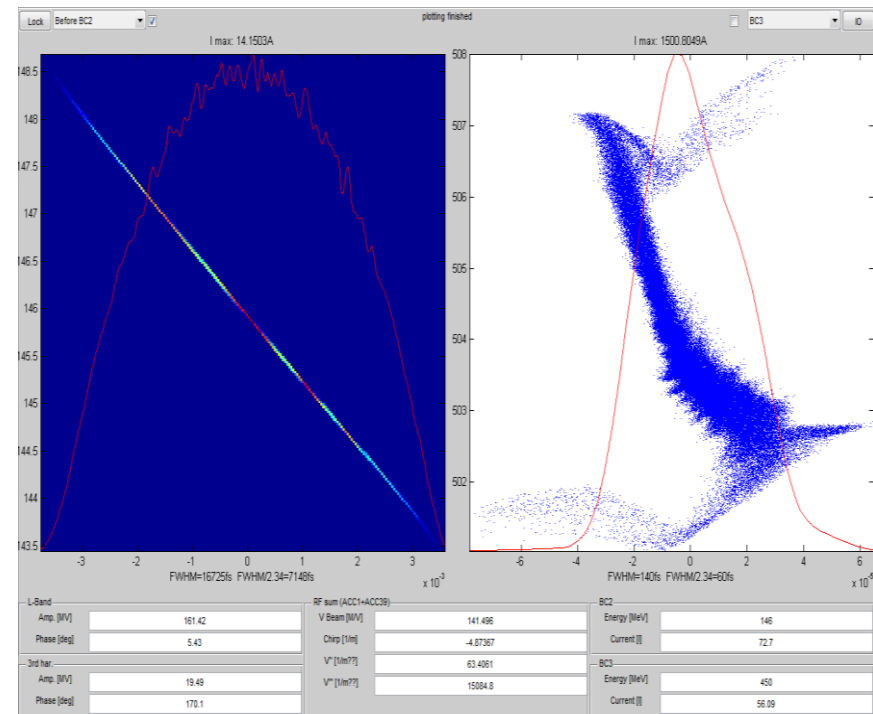 plotting finished
Lock Before BC2 BC3 IO
I max: 14.1503A I max: 1500.8049A
148.5
148
147.5
147
146.5
146
145.5
145
144.5
144
143.5
-3 -2 -1 0 1 2 3
x 10⁻³
FWHM=16725fs FWHM/2.34=7148fs
508
507
506
505
504
503
502
-6 -4 -2 0 2 4 6
x 10⁻⁵
FWHM=140fs FWHM/2.34=60fs
L-Band
Amp. [MV] 161.42
Phase [deg] 5.43
3rd har.
Amp. [MV] 19.49
Phase [deg] 170.1
RF sum (ACC1+ACC39)
V Beam [MV] 141.496
Chirp [1/m] -4.87367
V'' [1/m??] 63.4061
V''' [1/m??] 15084.8
BC2
Energy [MeV] 146
Current [I] 72.7
BC3
Energy [MeV] 450
Current [I] 56.09